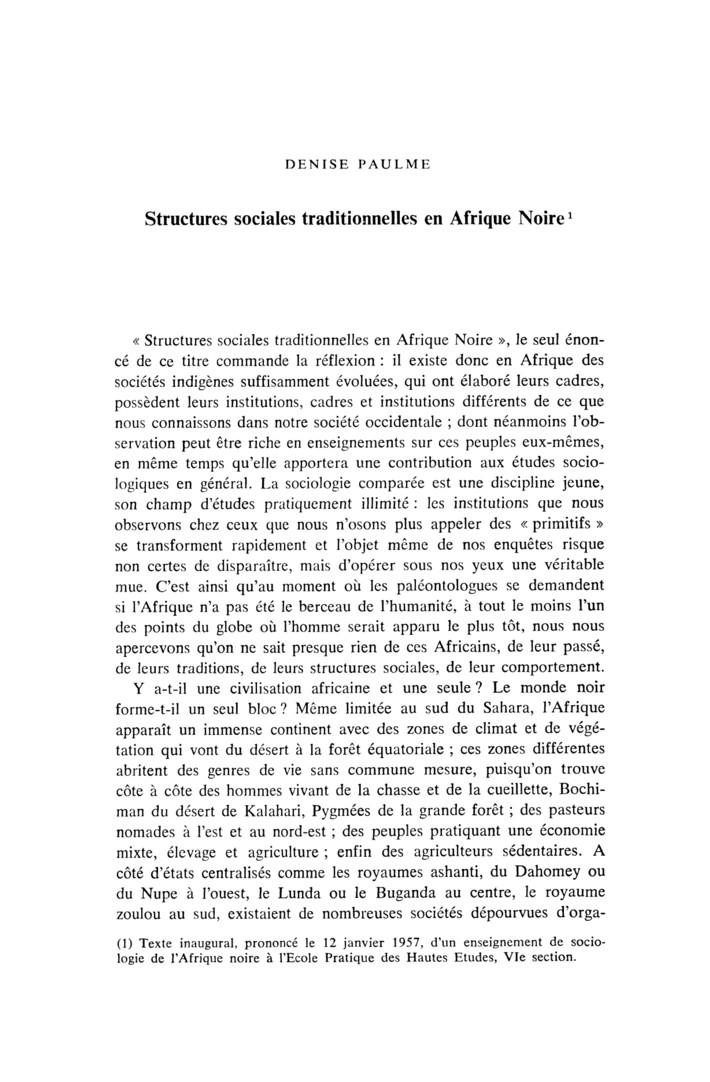 DENISE PAULME
Structures sociales traditionnelles en Afrique Noire 1
« Structures sociales traditionnelles en Afrique Noire », le seul énon-
cé de ce titre commande la réflexion : il existe donc en Afrique des
sociétés indigènes suffisamment évoluées, qui ont élaboré leurs cadres,
possèdent leurs institutions, cadres et institutions différents de ce que
nous connaissons dans notre société occidentale ; dont néanmoins l'ob-
servation peut être riche en enseignements sur ces peuples eux-mêmes,
en même temps qu'elle apportera une contribution aux études socio-
logiques en général. La sociologie comparée est une discipline jeune,
son champ d'études pratiquement illimité : les institutions que nous
observons chez ceux que nous n'osons plus appeler des « primitifs »
se transforment rapidement et l'objet même de nos enquêtes risque
non certes de disparaître, mais d'opérer sous nos yeux une véritable
mue. C'est ainsi qu'au moment où les paléontologues se demandent
si l'Afrique n'a pas été le berceau de l'humanité, à tout le moins l'un
des points du globe où l'homme serait apparu le plus tôt, nous nous
apercevons qu'on ne sait presque rien de ces Africains, de leur passé,
de leurs traditions, de leurs structures sociales, de leur comportement.
Y a-t-il une civilisation africaine et une seule ? Le monde noir
forme-t-il un seul bloc ? Même limitée au sud du Sahara, l'Afrique
apparaît un immense continent avec des zones de climat et de végé-
tation qui vont du désert à la forêt équatoriale ; ces zones différentes
abritent des genres de vie sans commune mesure, puisqu'on trouve
côte à côte des hommes vivant de la chasse et de la cueillette, Bochi-
man du désert de Kalahari, Pygmées de la grande forêt ; des pasteurs
nomades à l'est et au nord-est ; des peuples pratiquant une économie
mixte, élevage et agriculture ; enfin des agriculteurs sédentaires. A
côté d'états centralisés comme les royaumes ashanti, du Dahomey ou
du Nupe à l'ouest, le Lunda ou le Buganda au centre, le royaume
zoulou au sud, existaient de nombreuses sociétés dépourvues d'orga-
(1) Texte inaugural, prononcé le 12 janvier 1957, d'un enseignement de socio-
logie de l'Afrique noire à l'Ecole Pratique des Hautes Etudes, VIe section.